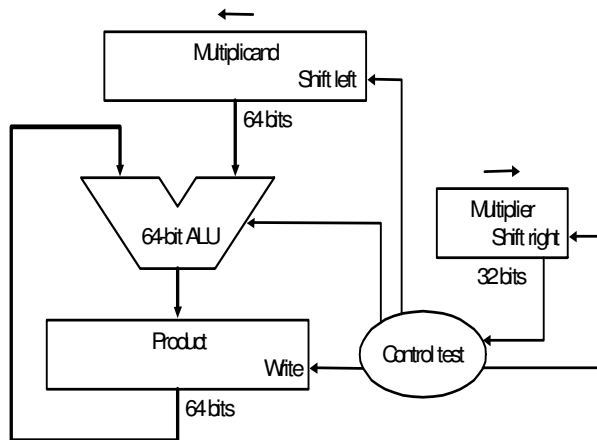 Multiplicand
Shift left
64 bits
64-bit ALU
Multiplier
Shift right
32 bits
Product
Write
Control test
64 bits